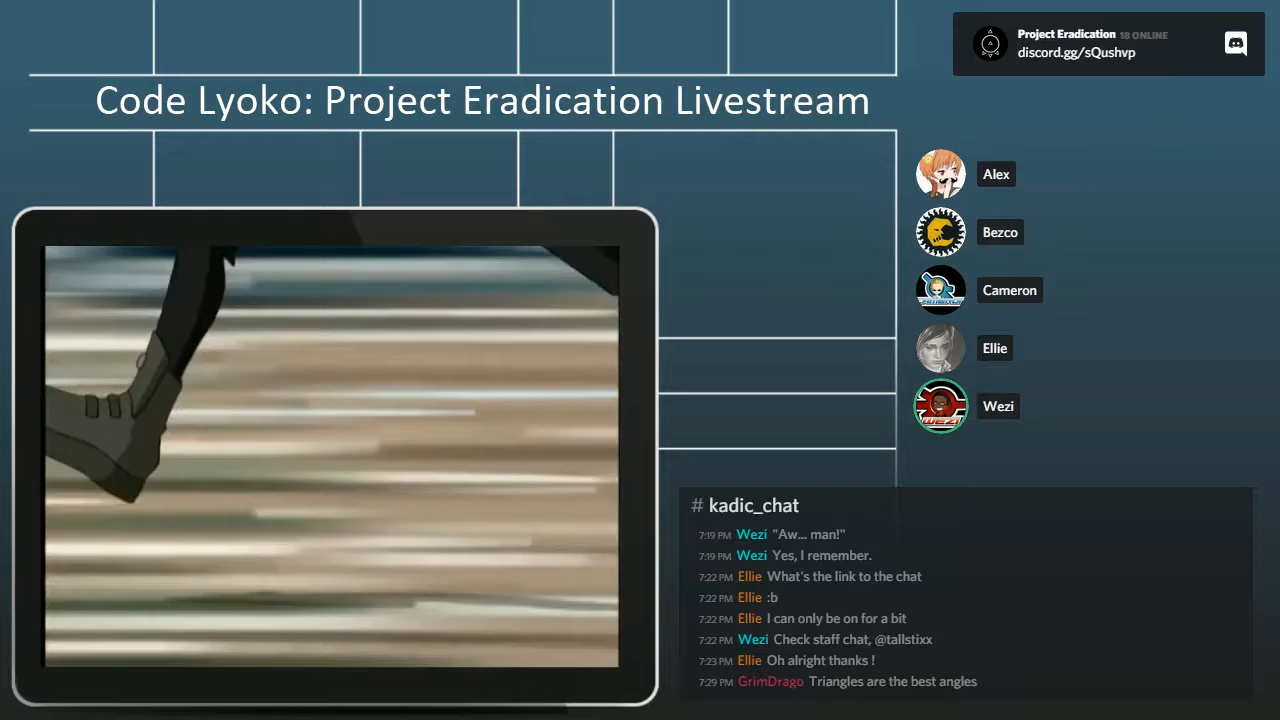 Project Eradication 18 ONLINE
discord.gg/sQushvp
Code Lyoko: Project Eradication Livestream
Alex
Bezco
Cameron
Ellie
Wezi
WEZI
# kadic_chat
7:19 PM Wezi "Aw... man!"
7:19 PM Wezi Yes, I remember.
7:22 PM Ellie What's the link to the chat
7:22 PM Ellie :b
7:22 PM Ellie I can only be on for a bit
7:22 PM Wezi Check staff chat, @tallstixx
7:23 PM Ellie Oh alright thanks !
7:29 PM GrimDrago Triangles are the best angles